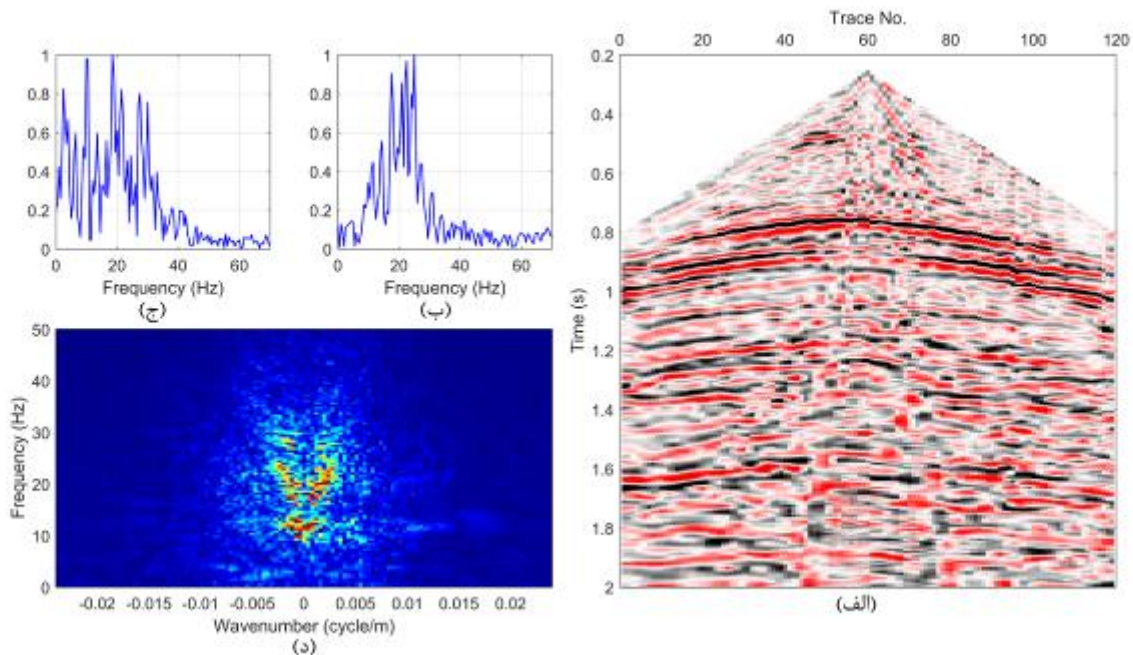 Trace No.
0 20 40 60 80 100 120
0.2
0.4
0.6
0.8
1
1.2
1.4
1.6
1.8
2
Time (s)
(الف)
1
0.8
0.6
0.4
0.2
0
0 20 40 60
Frequency (Hz)
(ب)
1
0.8
0.6
0.4
0.2
0
0 20 40 60
Frequency (Hz)
(ج)
50
40
30
20
10
0
Frequency (Hz)
-0.02 -0.015 -0.01 -0.005 0 0.005 0.01 0.015 0.02
Wavenumber (cycle/m)
(د)